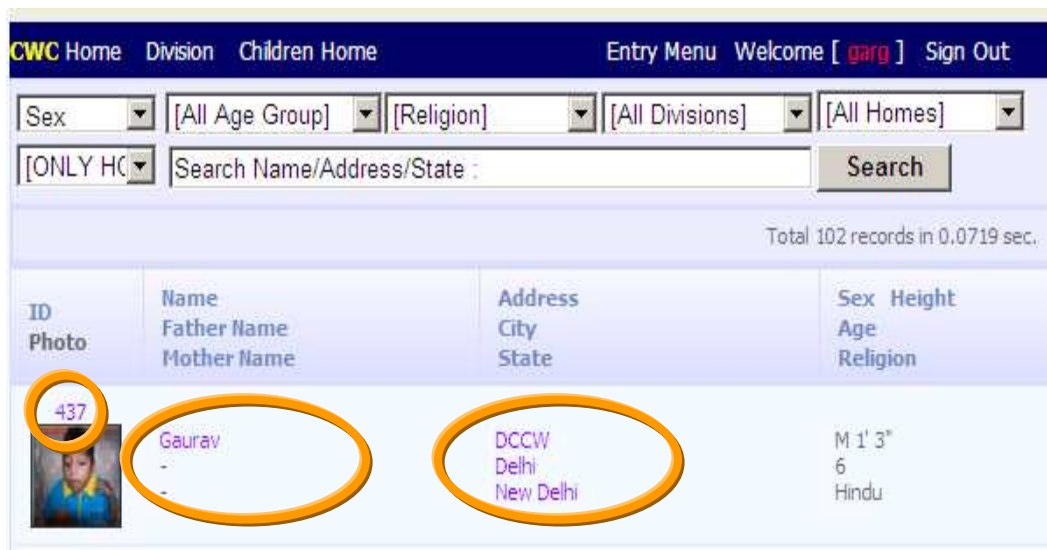 CWC Home Division Children Home Entry Menu Welcome [ garg ] Sign Out
Sex [All Age Group] [Religion] [All Divisions] [All Homes]
[ONLY HO Search Name/Address/State : Search
Total 102 records in 0.0719 sec.
ID
Photo
Name
Father Name
Mother Name
Address
City
State
Sex Height
Age
Religion
437
Gaurav
-
-
DCCW
Delhi
New Delhi
M 1' 3"
6
Hindu